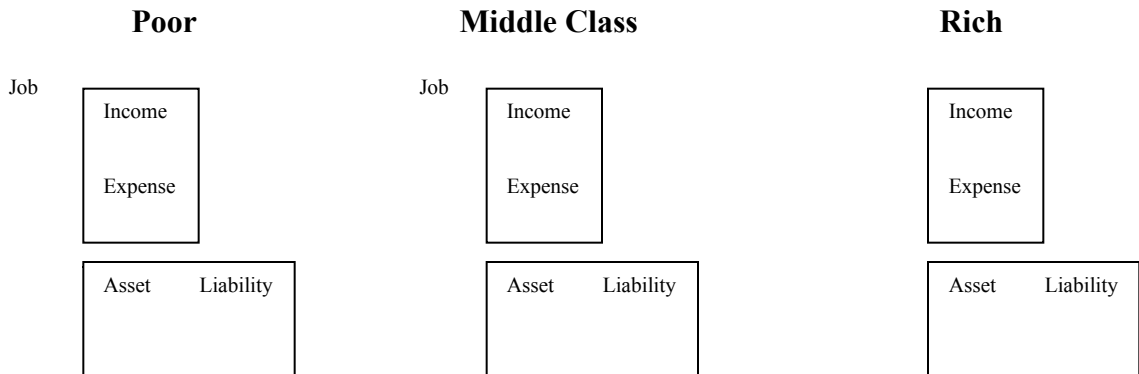 Poor Middle Class Rich
Job Job
Income Income Income
Expense Expense Expense
Asset Liability Asset Liability Asset Liability